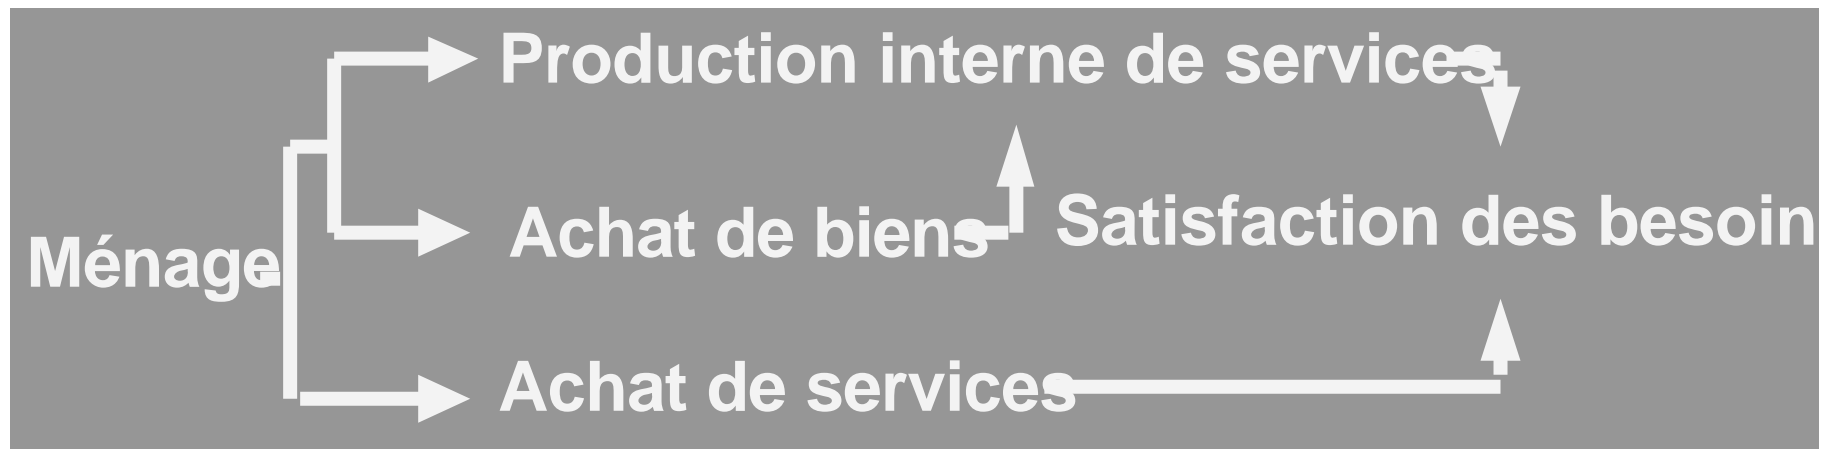 Production interne de services
Achat de biens
Satisfaction des besoin
Ménage
Achat de services